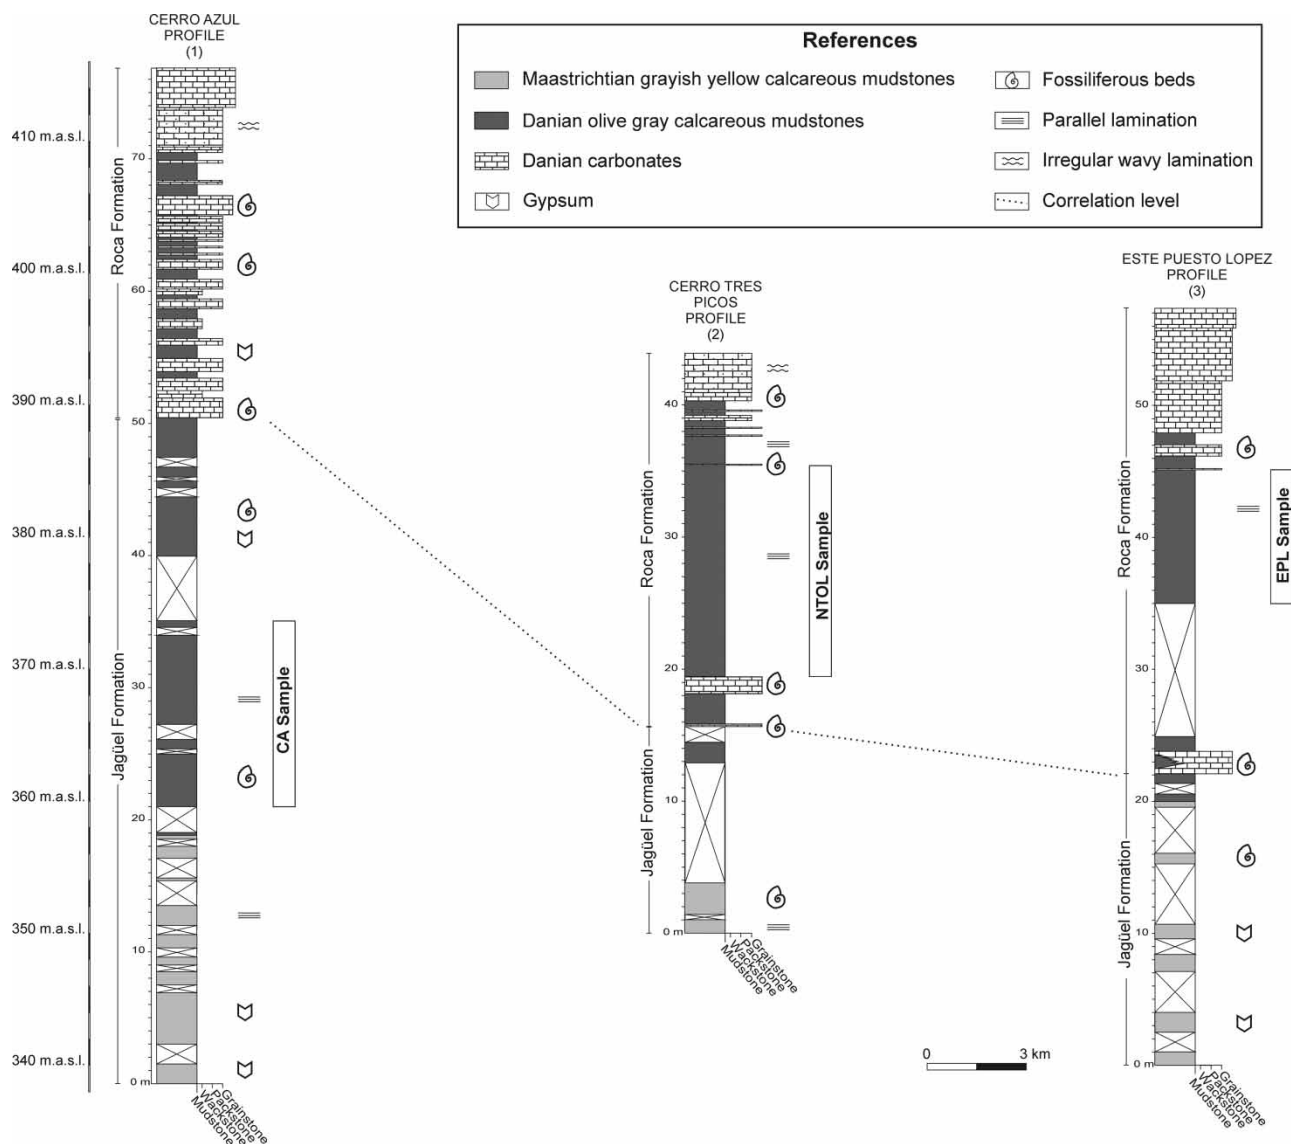 CERRO AZUL
PROFILE
(1)
References
Maastrichtian grayish yellow calcareous mudstones
Danian olive gray calcareous mudstones
Danian carbonates
Gypsum
Fossiliferous beds
Parallel lamination
Irregular wavy lamination
Correlation level
410 m.a.s.l.
400 m.a.s.l.
390 m.a.s.l.
380 m.a.s.l.
370 m.a.s.l.
360 m.a.s.l.
350 m.a.s.l.
340 m.a.s.l.
Roca Formation
Jagüel Formation
70
60
50
40
30
20
10
0 m
CA Sample
Mudstone
Wackstone
Packstone
Grainstone
CERRO TRES
PICOS
PROFILE
(2)
Roca Formation
Jagüel Formation
40
30
20
10
0 m
NTOL Sample
Mudstone
Wackstone
Packstone
Grainstone
ESTE PUESTO LOPEZ
PROFILE
(3)
Roca Formation
Jagüel Formation
50
40
30
20
10
0 m
EPL Sample
Mudstone
Wackstone
Packstone
Grainstone
0 3 km